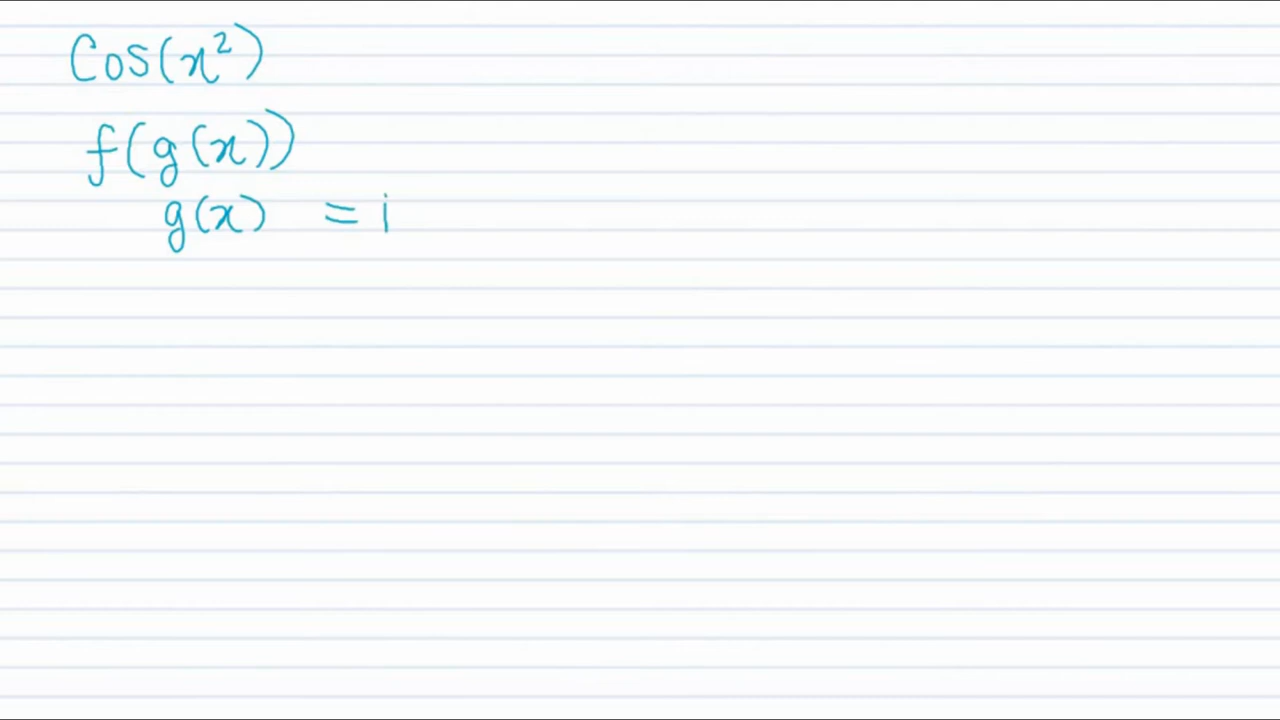 Cos(x²)
f(g(x))
g(x) = i